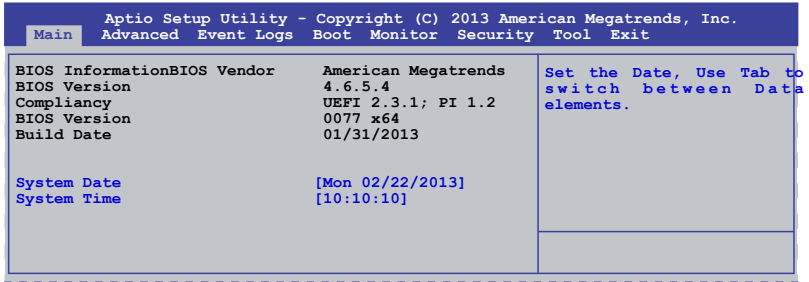 Aptio Setup Utility - Copyright (C) 2013 American Megatrends, Inc.
Main Advanced Event Logs Boot Monitor Security Tool Exit
BIOS InformationBIOS Vendor American Megatrends
BIOS Version 4.6.5.4
Compliancy UEFI 2.3.1; PI 1.2
BIOS Version 0077 x64
Build Date 01/31/2013
System Date [Mon 02/22/2013]
System Time [10:10:10]
Set the Date, Use Tab to
switch between Data
elements.